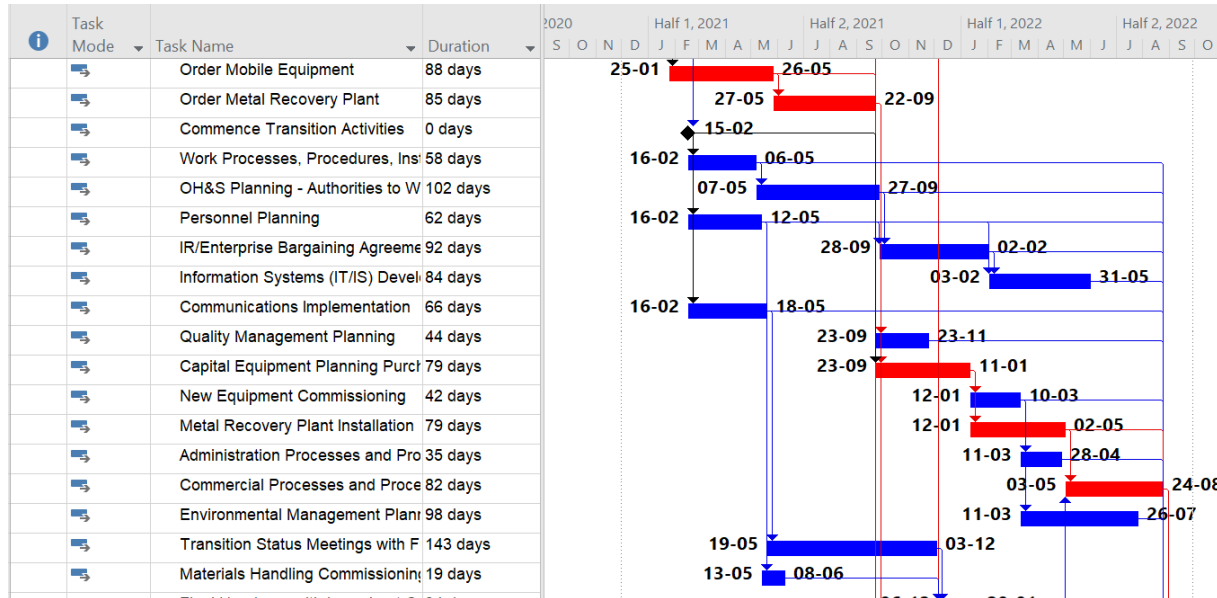 2020 Half 1, 2021 Half 2, 2021 Half 1, 2022 Half 2, 2022
Task Mode Task Name Duration S O N D J F M A M J J A S O N D J F M A M J J A S O
Order Mobile Equipment 88 days 25-01 26-05
Order Metal Recovery Plant 85 days 27-05 22-09
Commence Transition Activities 0 days 15-02
Work Processes, Procedures, Inst 58 days 16-02 06-05
OH&S Planning - Authorities to W 102 days 07-05 27-09
Personnel Planning 62 days 16-02 12-05
IR/Enterprise Bargaining Agreeme 92 days 28-09 02-02
Information Systems (IT/IS) Devel 84 days 03-02 31-05
Communications Implementation 66 days 16-02 18-05
Quality Management Planning 44 days 23-09 23-11
Capital Equipment Planning Purch 79 days 23-09 11-01
New Equipment Commissioning 42 days 12-01 10-03
Metal Recovery Plant Installation 79 days 12-01 02-05
Administration Processes and Pro 35 days 11-03 28-04
Commercial Processes and Proce 82 days 03-05 24-08
Environmental Management Plann 98 days 11-03 26-07
Transition Status Meetings with F 143 days 19-05 03-12
Materials Handling Commissioning 19 days 13-05 08-06